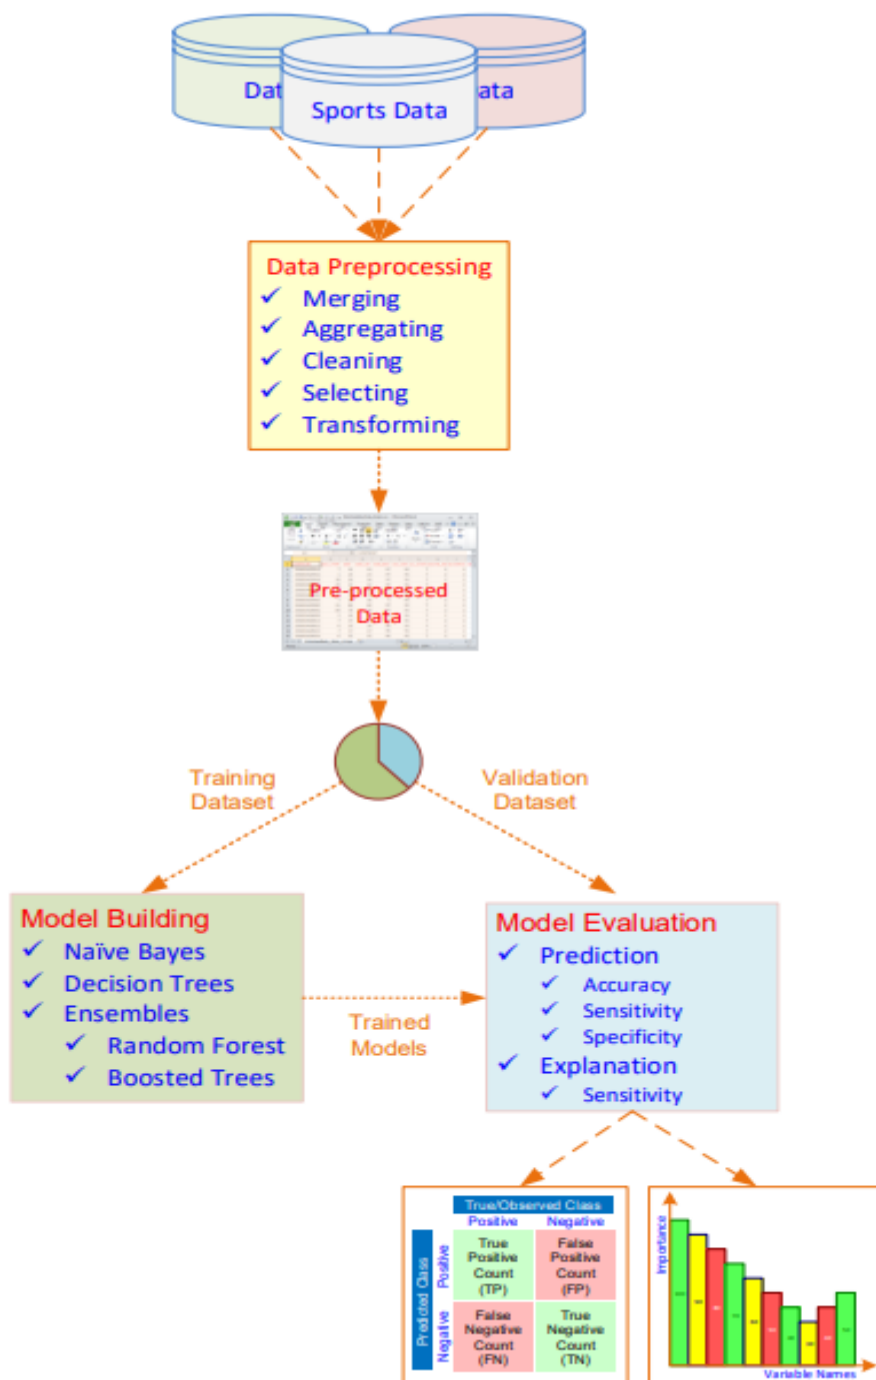 Dat
Sports Data
ata
Data Preprocessing
✓ Merging
✓ Aggregating
✓ Cleaning
✓ Selecting
✓ Transforming
Pre-processed
Data
Training
Dataset
Validation
Dataset
Model Building
✓ Naïve Bayes
✓ Decision Trees
✓ Ensembles
✓ Random Forest
✓ Boosted Trees
Trained
Models
Model Evaluation
✓ Prediction
✓ Accuracy
✓ Sensitivity
✓ Specificity
✓ Explanation
✓ Sensitivity
True/Observed Class
Positive Negative
Predicted Class
Positive
Negative
True
Positive
Count
(TP)
False
Positive
Count
(FP)
False
Negative
Count
(FN)
True
Negative
Count
(TN)
Importance
Variable Names